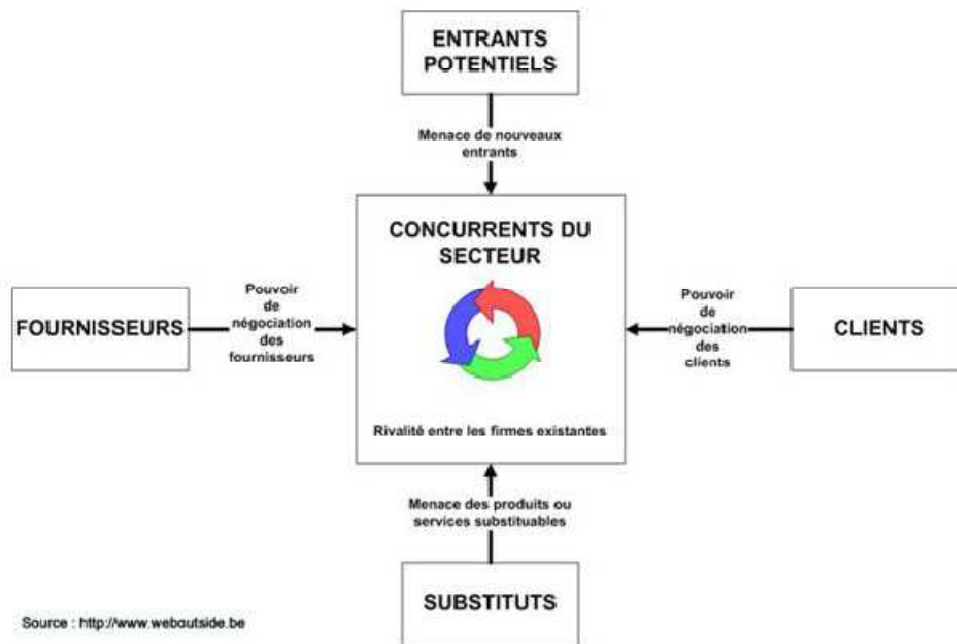 ENTRANTS
POTENTIELS
Menace de nouveaux
entrants
CONCURRENTS DU
SECTEUR
FOURNISSEURS
Pouvoir
de
négociation
des
fournisseurs
Pouvoir
de
négociation
des
clients
CLIENTS
Rivalité entre les firmes existantes
Menace des produits ou
services substituables
SUBSTITUTS
Source : http://www.weboutside.be